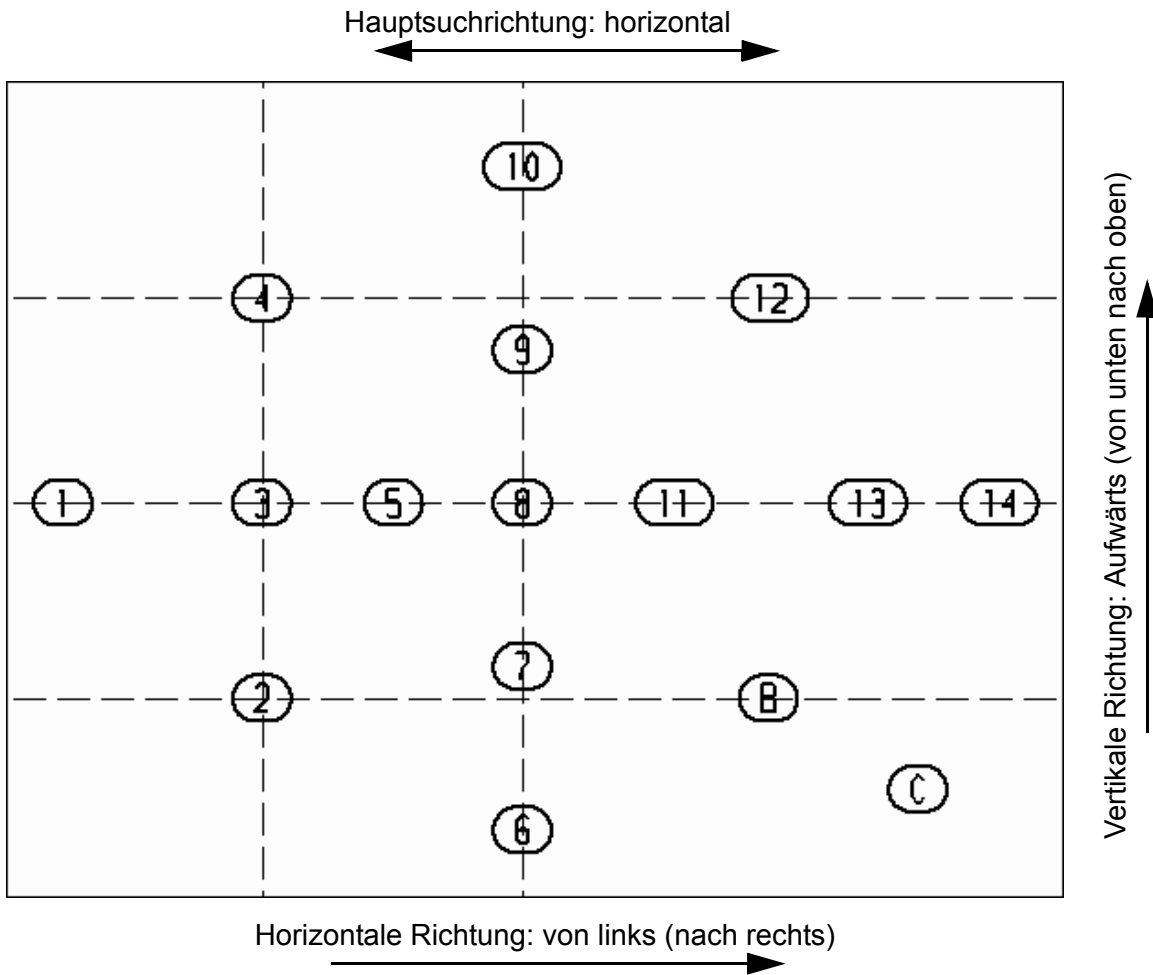 Hauptsuchrichtung: horizontal
10
4
12
9
1 3 5 8 11 13 14
7
2 B
C
6
Vertikale Richtung: Aufwärts (von unten nach oben)
Horizontale Richtung: von links (nach rechts)